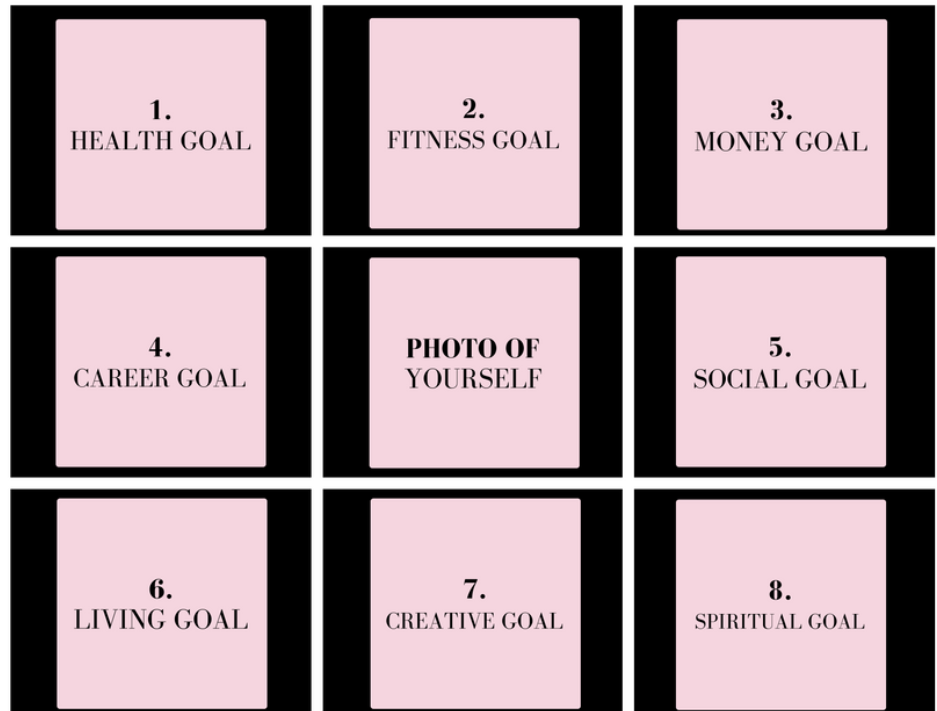 1.
HEALTH GOAL
2.
FITNESS GOAL
3.
MONEY GOAL
4.
CAREER GOAL
PHOTO OF
YOURSELF
5.
SOCIAL GOAL
6.
LIVING GOAL
7.
CREATIVE GOAL
8.
SPIRITUAL GOAL